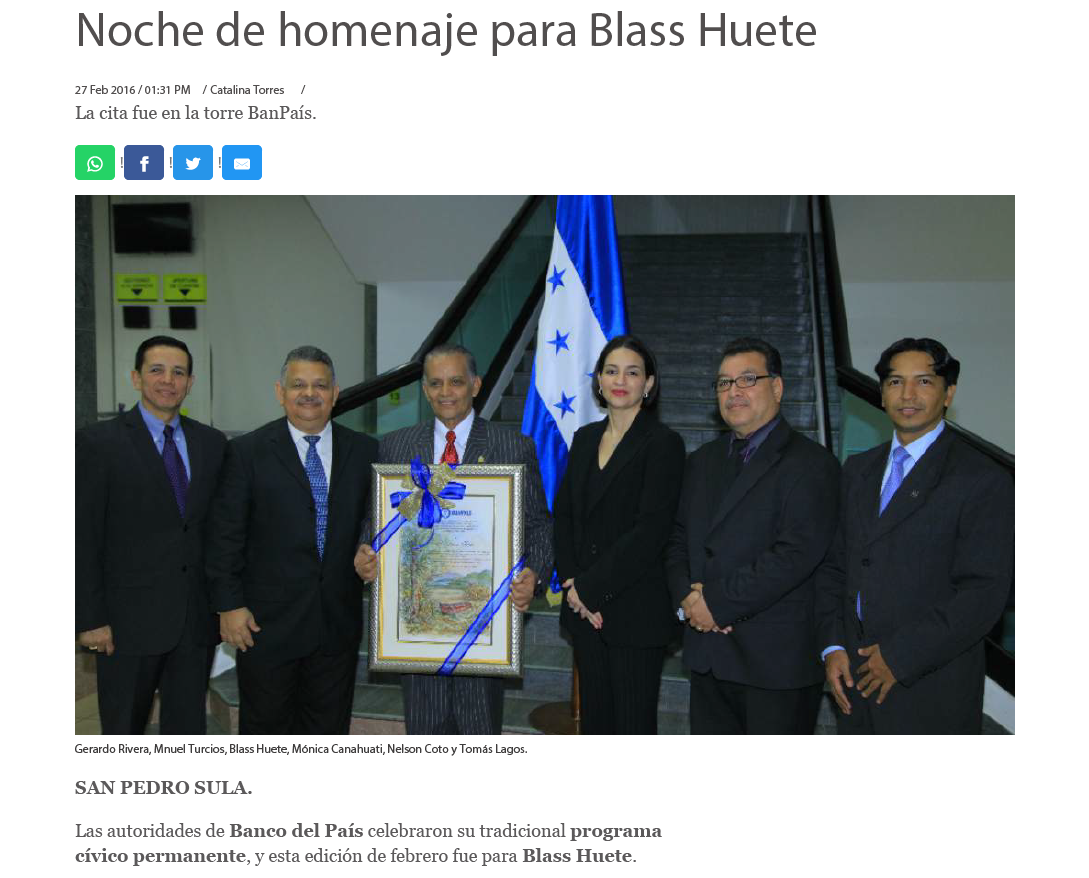 Noche de homenaje para Blass Huete
27 Feb 2016 / 01:31 PM / Catalina Torres /
La cita fue en la torre BanPaís.
! ! !
BANPAÍS
Gerardo Rivera, Mnuel Turcios, Blass Huete, Mónica Canahuati, Nelson Coto y Tomás Lagos.
SAN PEDRO SULA.
Las autoridades de Banco del País celebraron su tradicional programa
cívico permanente, y esta edición de febrero fue para Blass Huete.